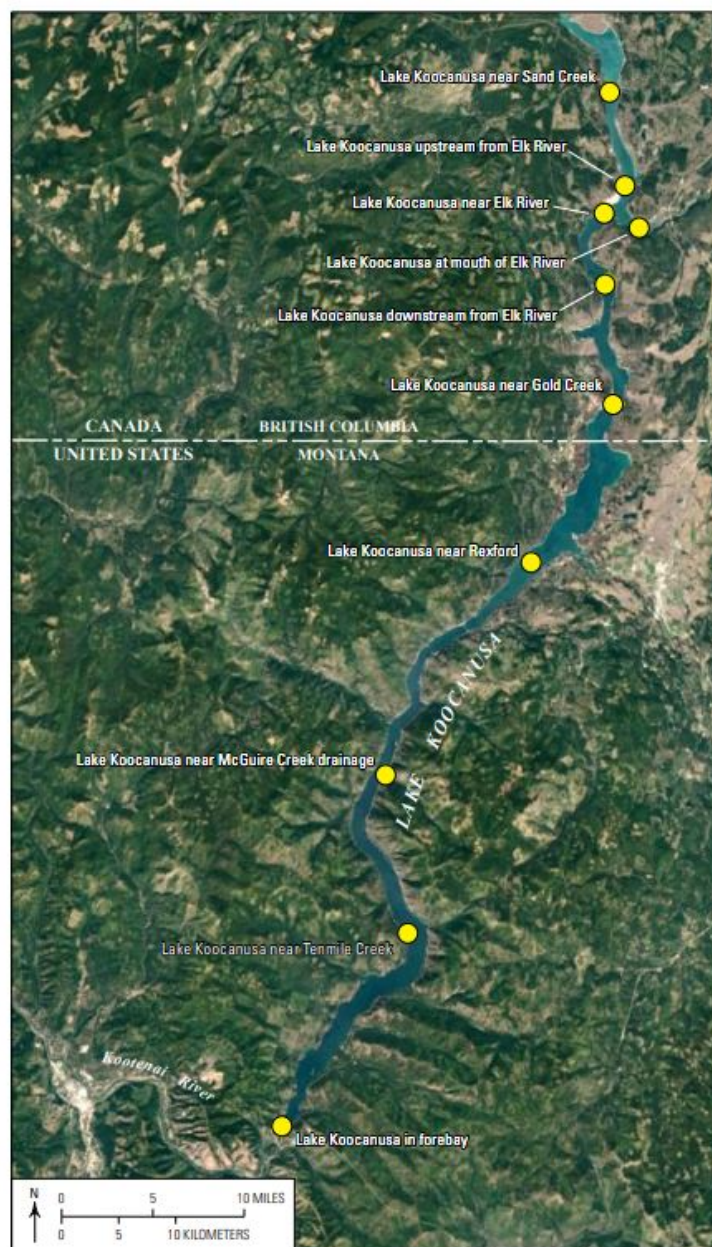 Lake Koocanusa near Sand Creek
Lake Koocanusa upstream from Elk River
Lake Koocanusa near Elk River
Lake Koocanusa at mouth of Elk River
Lake Koocanusa downstream from Elk River
Lake Koocanusa near Gold Creek
CANADA BRITISH COLUMBIA
UNITED STATES MONTANA
Lake Koocanusa near Rexford
LAKE KOOCANUSA
Lake Koocanusa near McGuire Creek drainage
Lake Koocanusa near Tenmile Creek
Kootenai River
Lake Koocanusa in forebay
N
0 5 10 MILES
0 5 10 KILOMETERS